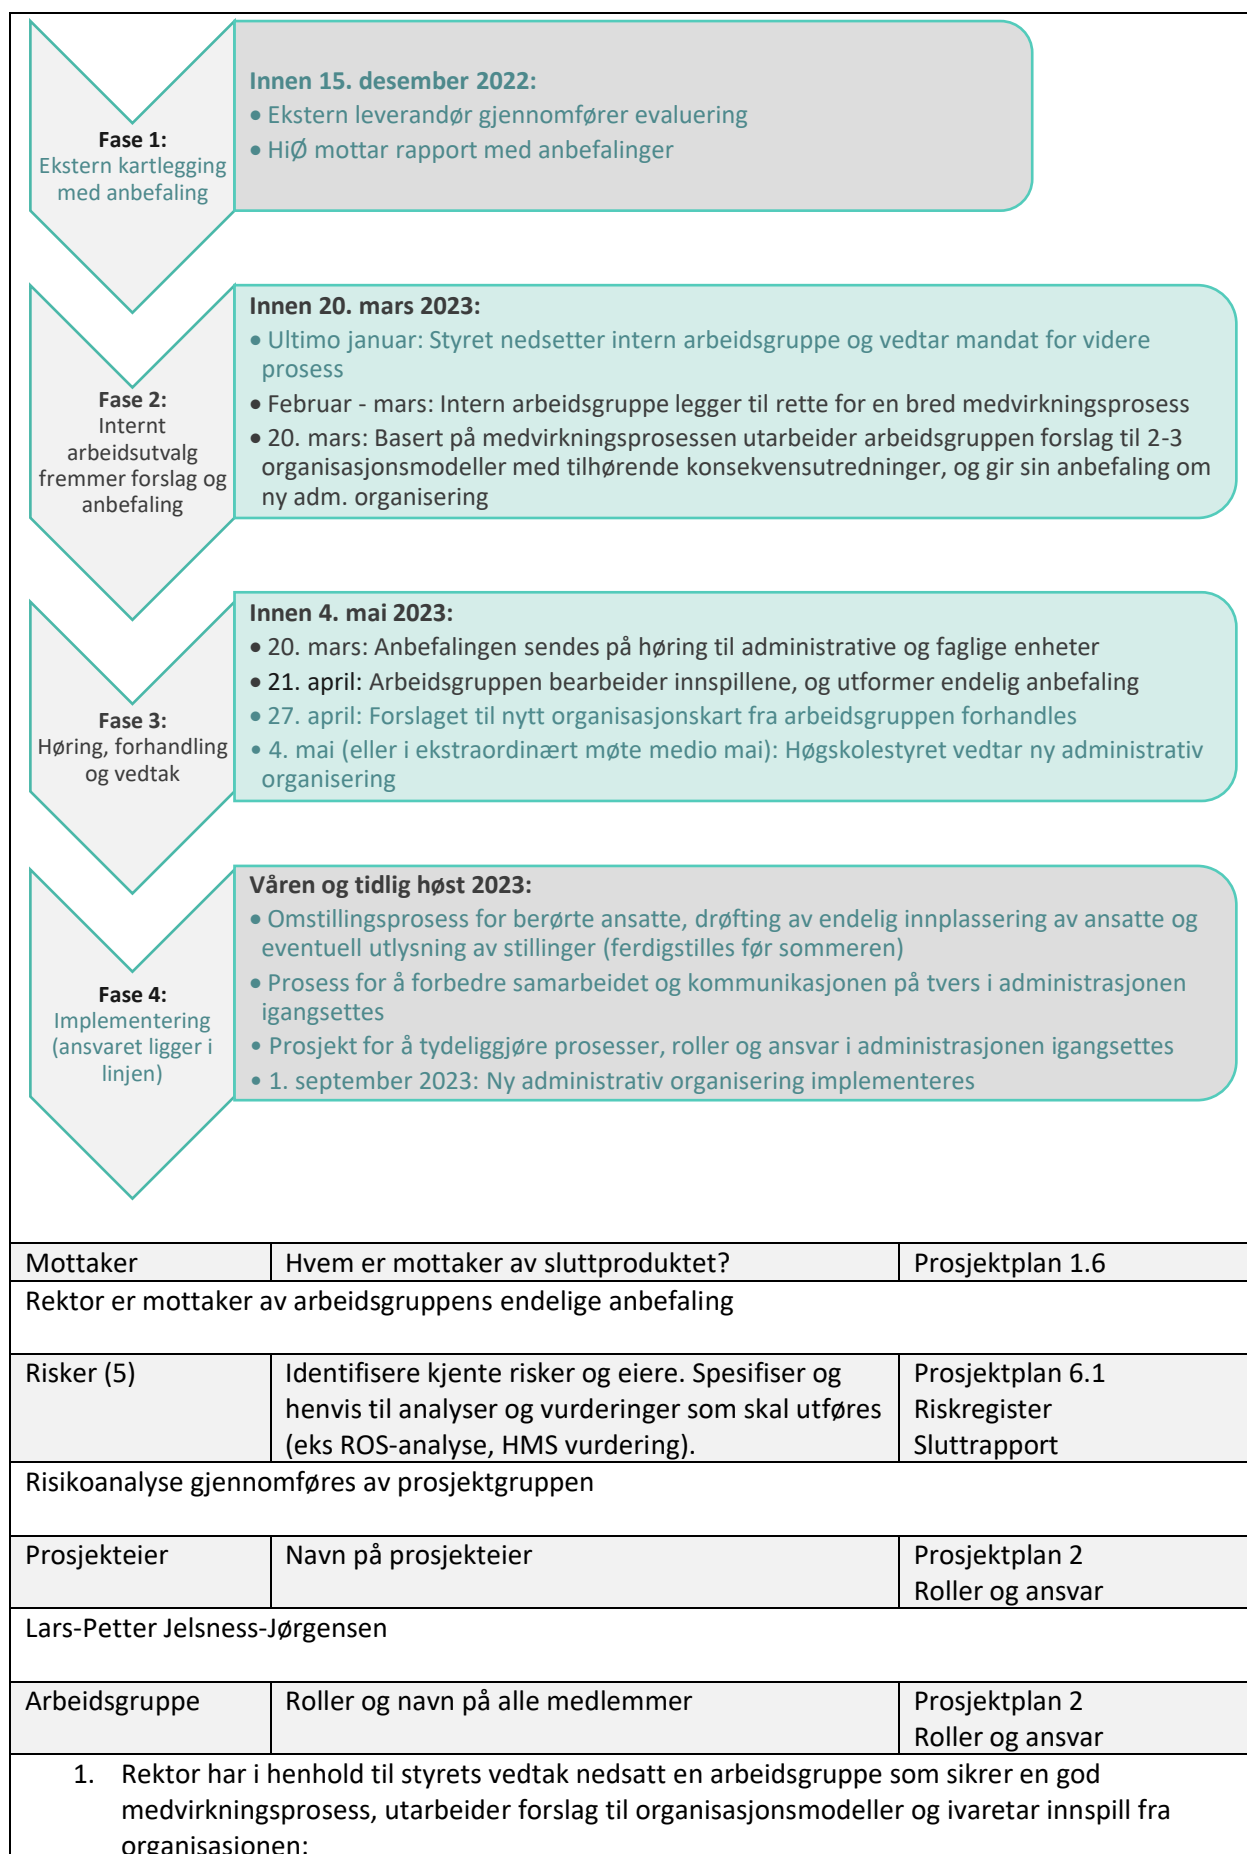 Fase 1:
Ekstern kartlegging
med anbefaling
Innen 15. desember 2022:
• Ekstern leverandør gjennomfører evaluering
• HiØ mottar rapport med anbefalinger
Fase 2:
Internt
arbeidsutvalg
fremmer forslag og
anbefaling
Innen 20. mars 2023:
• Ultimo januar: Styret nedsetter intern arbeidsgruppe og vedtar mandat for videre
prosess
• Februar - mars: Intern arbeidsgruppe legger til rette for en bred medvirkningsprosess
• 20. mars: Basert på medvirkningsprosessen utarbeider arbeidsgruppen forslag til 2-3
organisasjonsmodeller med tilhørende konsekvensutredninger, og gir sin anbefaling om
ny adm. organisering
Fase 3:
Høring, forhandling
og vedtak
Innen 4. mai 2023:
• 20. mars: Anbefalingen sendes på høring til administrative og faglige enheter
• 21. april: Arbeidsgruppen bearbeider innspillene, og utformer endelig anbefaling
• 27. april: Forslaget til nytt organisasjonskart fra arbeidsgruppen forhandles
• 4. mai (eller i ekstraordinært møte medio mai): Høgskolestyret vedtar ny administrativ
organisering
Fase 4:
Implementering
(ansvaret ligger i
linjen)
Våren og tidlig høst 2023:
• Omstillingsprosess for berørte ansatte, drøfting av endelig innplassering av ansatte og
eventuell utlysning av stillinger (ferdigstilles før sommeren)
• Prosess for å forbedre samarbeidet og kommunikasjonen på tvers i administrasjonen
igangsettes
• Prosjekt for å tydeliggjøre prosesser, roller og ansvar i administrasjonen igangsettes
• 1. september 2023: Ny administrativ organisering implementeres
Mottaker Hvem er mottaker av sluttproduktet? Prosjektplan 1.6
Rektor er mottaker av arbeidsgruppens endelige anbefaling
Risker (5) Identifisere kjente risker og eiere. Spesifiser og Prosjektplan 6.1
henvis til analyser og vurderinger som skal utføres Riskregister
(eks ROS-analyse, HMS vurdering). Sluttrapport
Risikoanalyse gjennomføres av prosjektgruppen
Prosjekteier Navn på prosjekteier Prosjektplan 2
Roller og ansvar
Lars-Petter Jelsness-Jørgensen
Arbeidsgruppe Roller og navn på alle medlemmer Prosjektplan 2
Roller og ansvar
1. Rektor har i henhold til styrets vedtak nedsatt en arbeidsgruppe som sikrer en god
medvirkningsprosess, utarbeider forslag til organisasjonsmodeller og ivaretar innspill fra
organisasjonen: